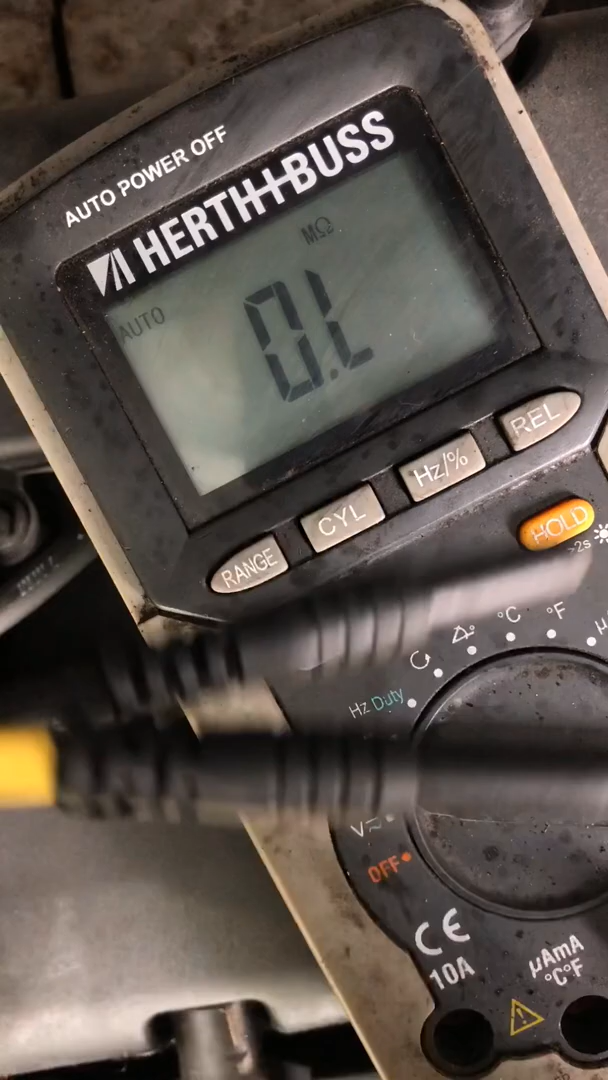 AUTO POWER OFF
HERTH+BUSS
MΩ
AUTO
0.L
RANGE
CYL
Hz/%
REL
HOLD
>2s
°C
°F
μ
Hz Duty
V
OFF
CE
10A
μAmA
°C°F